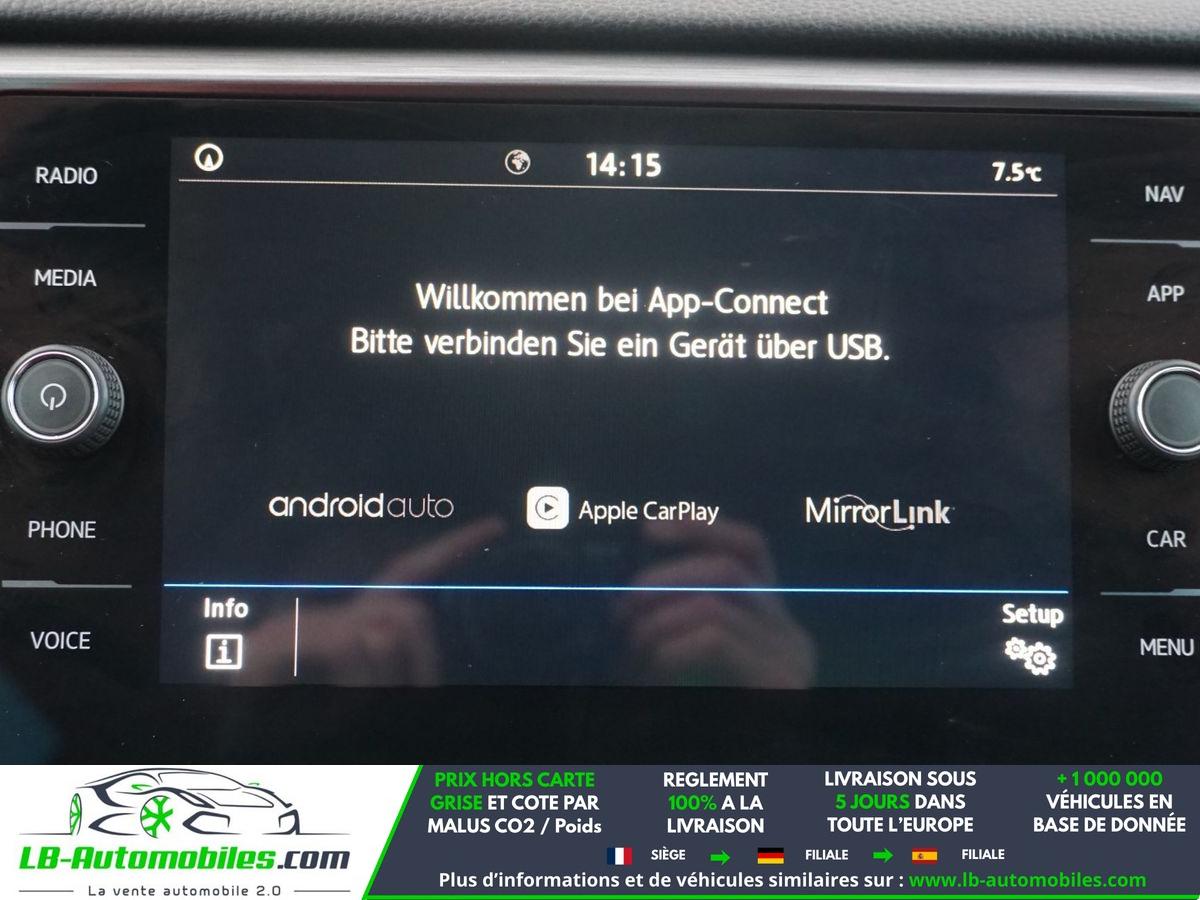 RADIO
MEDIA
PHONE
VOICE
14:15
7.5°C
Willkommen bei App-Connect
Bitte verbinden Sie ein Gerät über USB.
androidauto
Apple CarPlay
MirrorLink
Info
Setup
NAV
APP
CAR
MENU
LB-Automobiles.com
La vente automobile 2.0
PRIX HORS CARTE
GRISE ET COTE PAR
MALUS CO2 / Poids
REGLEMENT
100% A LA
LIVRAISON
LIVRAISON SOUS
5 JOURS DANS
TOUTE L'EUROPE
+ 1 000 000
VÉHICULES EN
BASE DE DONNÉE
SIÈGE
FILIALE
FILIALE
Plus d'informations et de véhicules similaires sur : www.lb-automobiles.com